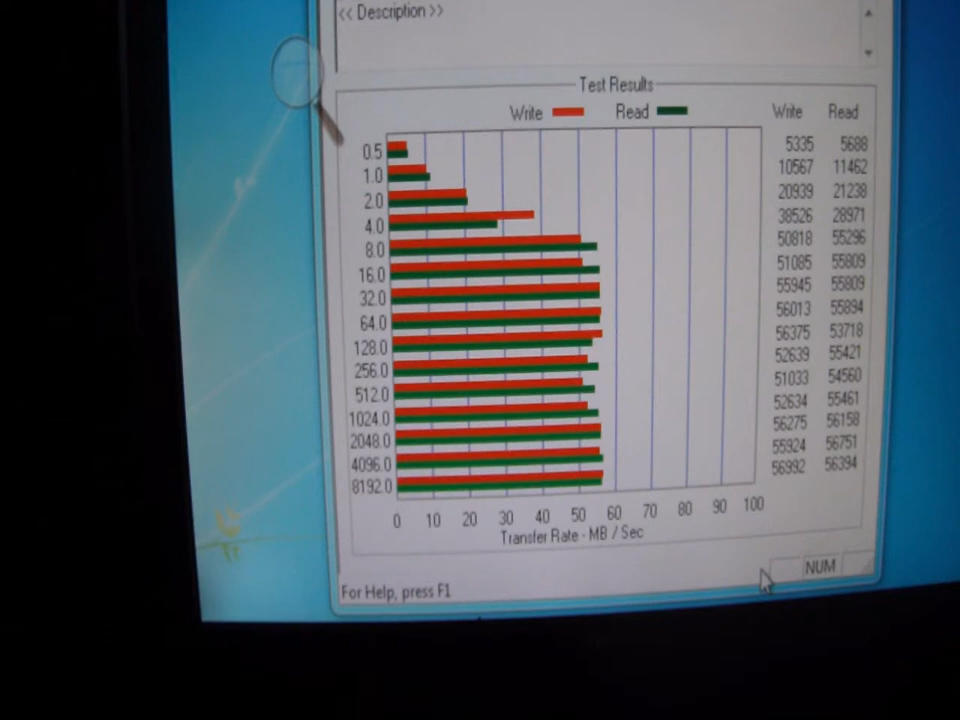 << Description >>
Test Results
Write Read Write Read
0.5 5335 5688
1.0 10567 11462
2.0 20939 21238
4.0 38526 28971
8.0 50818 55296
16.0 51085 55809
32.0 55945 55809
64.0 56013 55894
128.0 56375 53718
256.0 52639 55421
512.0 51033 54560
1024.0 52634 55461
2048.0 56275 56158
4096.0 55924 56751
8192.0 56992 56394
0 10 20 30 40 50 60 70 80 90 100
Transfer Rate - MB / Sec
For Help, press F1 NUM